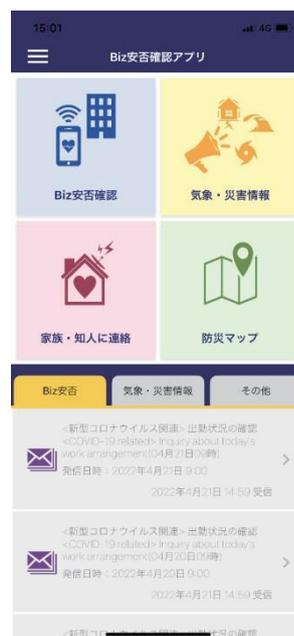 15:01
4G
Biz安否確認アプリ
Biz安否確認
気象・災害情報
家族・知人に連絡
防災マップ
Biz安否
気象・災害情報
その他
<新型コロナウイルス関連> 出勤状況の確認
<COVID-19 related> Inquiry about today's
work arrangement(04月21日09時)
発信日時：2022年4月21日 9:00
2022年4月21日 14:59 受信
<新型コロナウイルス関連> 出勤状況の確認
<COVID-19 related> Inquiry about today's
work arrangement(04月20日09時)
発信日時：2022年4月20日 9:00
2022年4月21日 14:59 受信